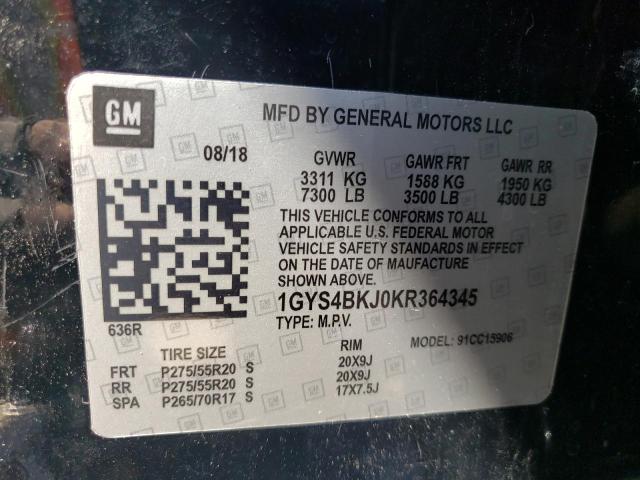 GM
MFD BY GENERAL MOTORS LLC
08/18
GVWR GAWR FRT GAWR RR
3311 KG 1588 KG 1950 KG
7300 LB 3500 LB 4300 LB
THIS VEHICLE CONFORMS TO ALL
APPLICABLE U.S. FEDERAL MOTOR
VEHICLE SAFETY STANDARDS IN EFFECT
ON THE DATE OF MAUFACTURE
SHOWN ABOVE.
1GYS4BKJ0KR364345
TYPE: M.P.V.
MODEL: 91CC15906
636R
TIRE SIZE RIM
FRT P275/55R20 S 20X9J
RR P275/55R20 S 20X9J
SPA P265/70R17 S 17X7.5J